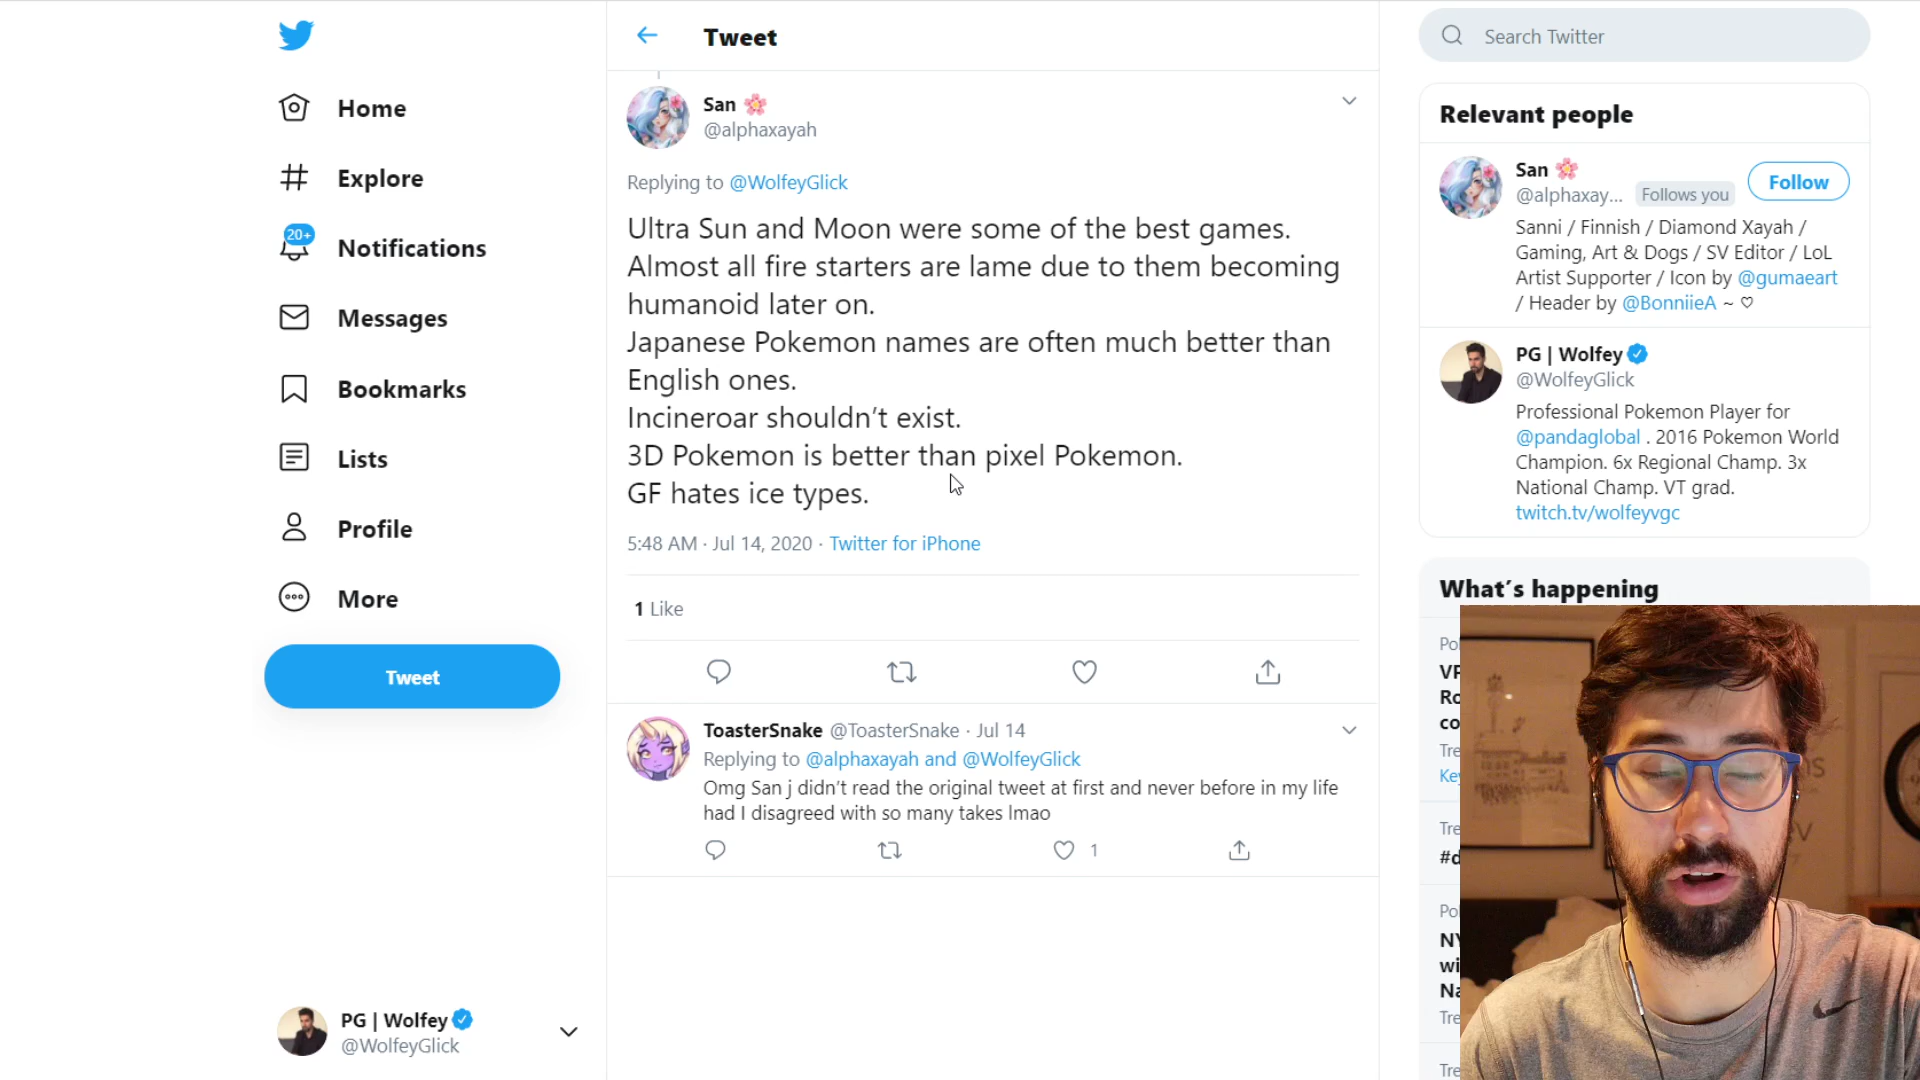 Home
Explore
20+
Notifications
Messages
Bookmarks
Lists
Profile
More
Tweet
PG | Wolfey
@WolfeyGlick
Tweet
San
@alphaxayah
Replying to @WolfeyGlick
Ultra Sun and Moon were some of the best games.
Almost all fire starters are lame due to them becoming
humanoid later on.
Japanese Pokemon names are often much better than
English ones.
Incineroar shouldn't exist.
3D Pokemon is better than pixel Pokemon.
GF hates ice types.
5:48 AM · Jul 14, 2020 · Twitter for iPhone
1 Like
ToasterSnake @ToasterSnake · Jul 14
Replying to @alphaxayah and @WolfeyGlick
Omg San j didn't read the original tweet at first and never before in my life
had I disagreed with so many takes lmao
1
Search Twitter
Relevant people
San
@alphaxay... Follows you
Follow
Sanni / Finnish / Diamond Xayah /
Gaming, Art & Dogs / SV Editor / LoL
Artist Supporter / Icon by @gumaeart
/ Header by @BonniieA ~ ♡
PG | Wolfey
@WolfeyGlick
Professional Pokemon Player for
@pandaglobal . 2016 Pokemon World
Champion. 6x Regional Champ. 3x
National Champ. VT grad.
twitch.tv/wolfeyvgc
What's happening